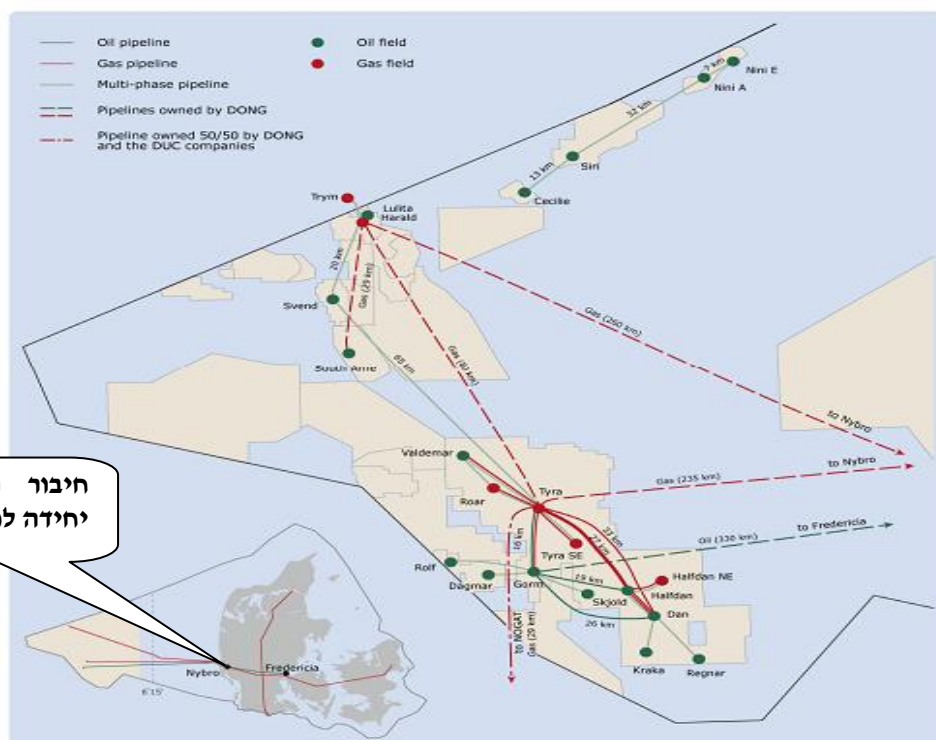 Oil pipeline
Gas pipeline
Multi-phase pipeline
Pipelines owned by DONG
Pipeline owned 50/50 by DONG
and the DUC companies
Oil field
Gas field
7 km
Nini E
Nini A
32 km
Siri
13 km
Cecilie
Trym
Lulita
Harald
20 km
Gas (29 km)
Svend
South Arne
65 km
Gas (260 km)
to Nybro
Valdemar
Roar
Tyra
Gas (235 km)
to Nybro
Oil (330 km)
to Fredericia
16 km
Tyra SE
27 km
Rolf
Dagmar
Gorm
19 km
Skjold
Halfdan NE
Halfdan
Dan
26 km
to NOGAT
Gas (29 km)
Kraka
Regnar
חיבור
יחידה
Nybro
Fredericia
6°15'